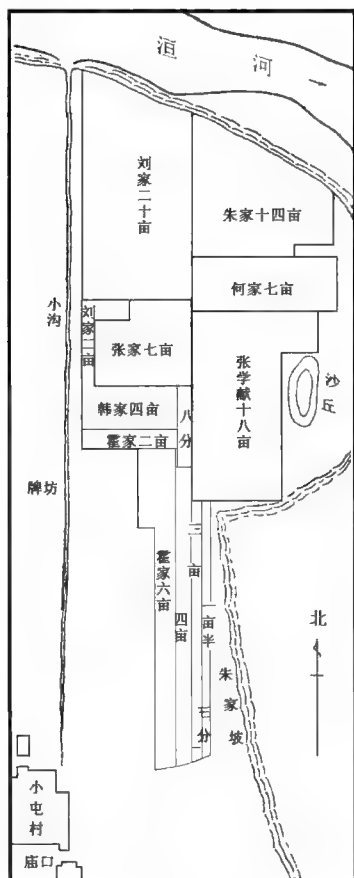 洹河
刘家二十亩
朱家十四亩
何家七亩
小沟
刘家二亩
张家七亩
张学献十八亩
沙丘
韩家四亩
八分
霍家二亩
牌坊
霍家六亩
四亩
二亩
亩半
分
朱家坡
北
小屯村
庙口